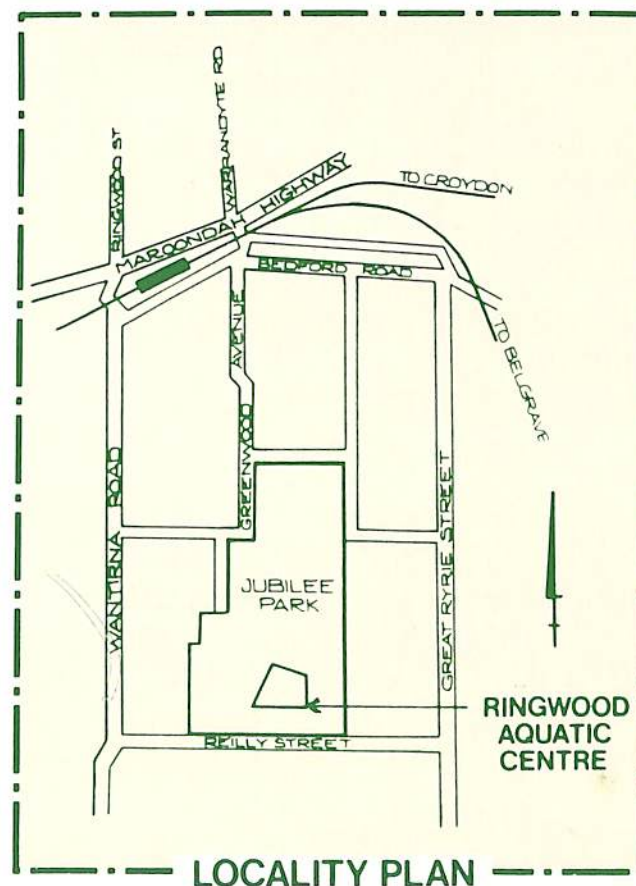 RINGWOOD ST
WARRANDYTE RD
MAROONDAH HIGHWAY
TO CROYDON
BEDFORD ROAD
TO BELGRAVE
GREENWOOD AVENUE
WANTIRNA ROAD
GREAT RYRIE STREET
JUBILEE
PARK
RINGWOOD
AQUATIC
CENTRE
REILLY STREET
LOCALITY PLAN